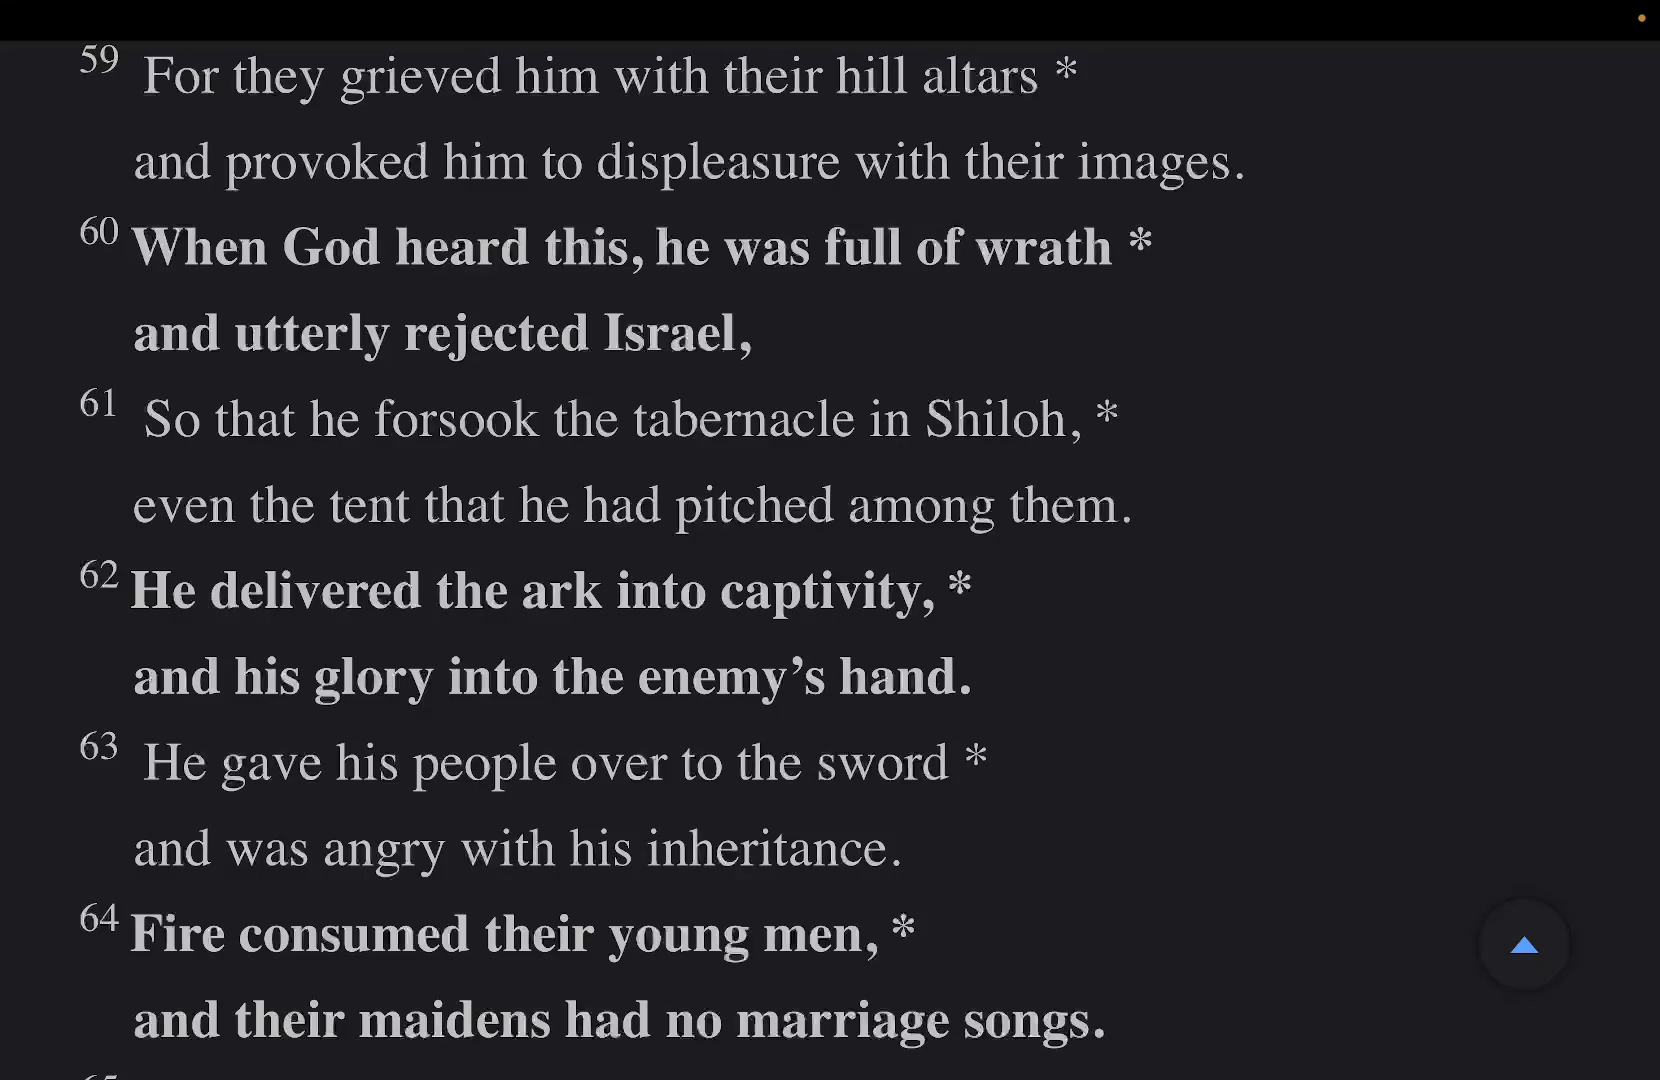 59 For they grieved him with their hill altars *
and provoked him to displeasure with their images.
60 When God heard this, he was full of wrath *
and utterly rejected Israel,
61 So that he forsook the tabernacle in Shiloh, *
even the tent that he had pitched among them.
62 He delivered the ark into captivity, *
and his glory into the enemy’s hand.
63 He gave his people over to the sword *
and was angry with his inheritance.
64 Fire consumed their young men, *
and their maidens had no marriage songs.